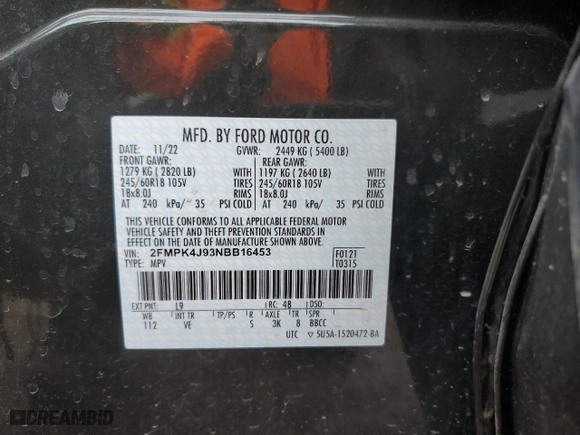 MFD. BY FORD MOTOR CO.
DATE: 11/22 GVWR: 2449 KG ( 5400 LB)
FRONT GAWR: REAR GAWR:
1279 KG ( 2820 LB) WITH 1197 KG ( 2640 LB) WITH
245/60R18 105V TIRES 245/60R18 105V TIRES
18x8.0J RIMS 18x8.0J RIMS
AT 240 kPa/ 35 PSI COLD AT 240 kPa/ 35 PSI COLD
THIS VEHICLE CONFORMS TO ALL APPLICABLE FEDERAL MOTOR
VEHICLE SAFETY AND THEFT PREVENTION STANDARDS IN
EFFECT ON THE DATE OF MANUFACTURE SHOWN ABOVE.
VIN: 2FMPK4J93NBB16453 F0121
TYPE: MPV T0315
EXT PNT: L9 RC: 48 DSO:
WB INT TR TP/PS R AXLE TR SPR
112 VE 5 3K 8 BBCC
UTC ▽ 5U5A-1520472-BA
CREAMBID